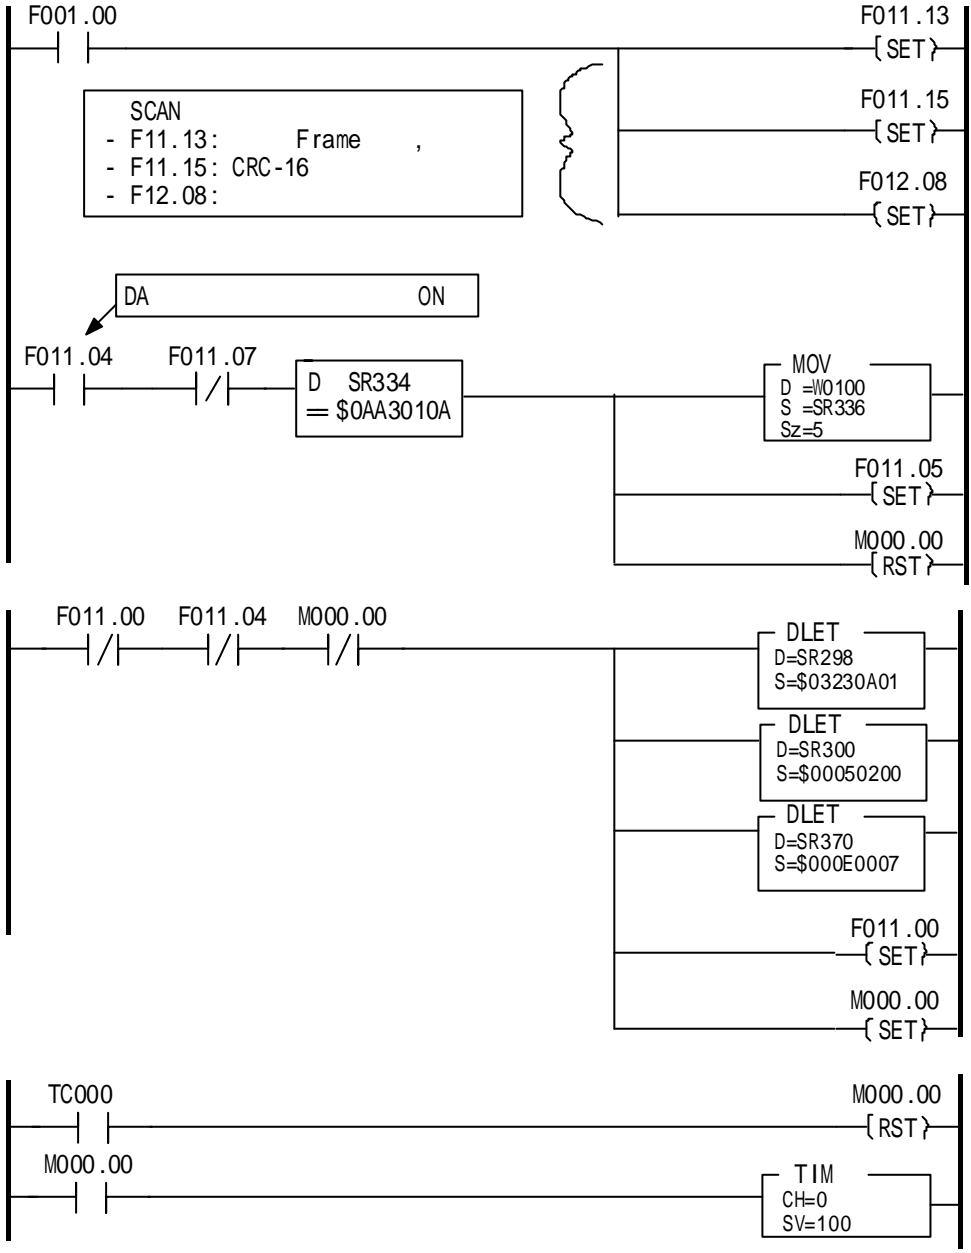 F001.00
F011.13
SET
SCAN
- F11.13: Frame ,
- F11.15: CRC-16
- F12.08:
F011.15
SET
F012.08
SET
DA ON
F011.04 F011.07
D SR334
= $0AA3010A
MOV
D =W0100
S =SR336
Sz=5
F011.05
SET
M000.00
RST
F011.00 F011.04 M000.00
DLET
D=SR298
S=$03230A01
DLET
D=SR300
S=$00050200
DLET
D=SR370
S=$000E0007
F011.00
SET
M000.00
SET
TC000
M000.00
RST
M000.00
TIM
CH=0
SV=100